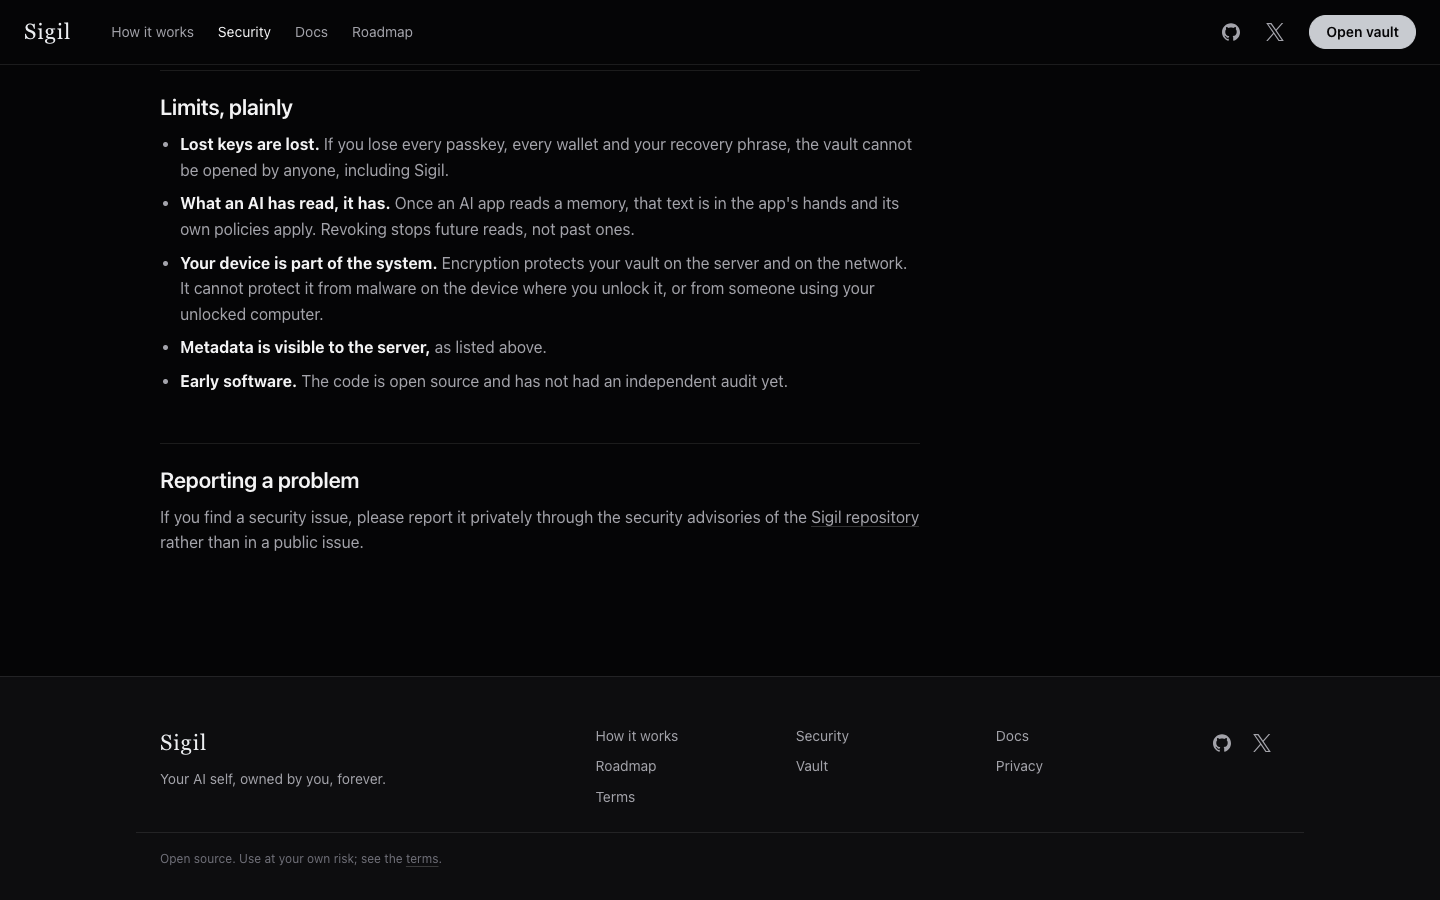 Sigil
How it works
Security
Docs
Roadmap
Open vault
Limits, plainly
• Lost keys are lost. If you lose every passkey, every wallet and your recovery phrase, the vault cannot
be opened by anyone, including Sigil.
• What an AI has read, it has. Once an AI app reads a memory, that text is in the app's hands and its
own policies apply. Revoking stops future reads, not past ones.
• Your device is part of the system. Encryption protects your vault on the server and on the network.
It cannot protect it from malware on the device where you unlock it, or from someone using your
unlocked computer.
• Metadata is visible to the server, as listed above.
• Early software. The code is open source and has not had an independent audit yet.
Reporting a problem
If you find a security issue, please report it privately through the security advisories of the Sigil repository
rather than in a public issue.
Sigil
Your AI self, owned by you, forever.
How it works
Security
Docs
Roadmap
Vault
Privacy
Terms
Open source. Use at your own risk; see the terms.